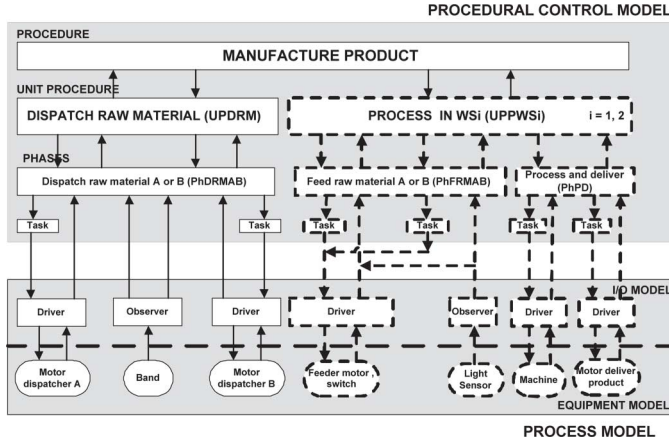 PROCEDURAL CONTROL MODEL
PROCEDURE
MANUFACTURE PRODUCT
UNIT PROCEDURE
DISPATCH RAW MATERIAL (UPDRM)
PROCESS IN WSi (UPPWSi) i = 1, 2
PHASES
Dispatch raw material A or B (PhDRMAB)
Feed raw material A or B (PhFRMAB)
Process and deliver
(PhPD)
Task
Task
Task
Task
Task
Task
I/O MODEL
Driver
Observer
Driver
Driver
Observer
Driver
Driver
Motor
dispatcher A
Band
Motor
dispatcher B
Feeder motor ,
switch
Light
Sensor
Machine
Motor deliver
product
EQUIPMENT MODEL
PROCESS MODEL